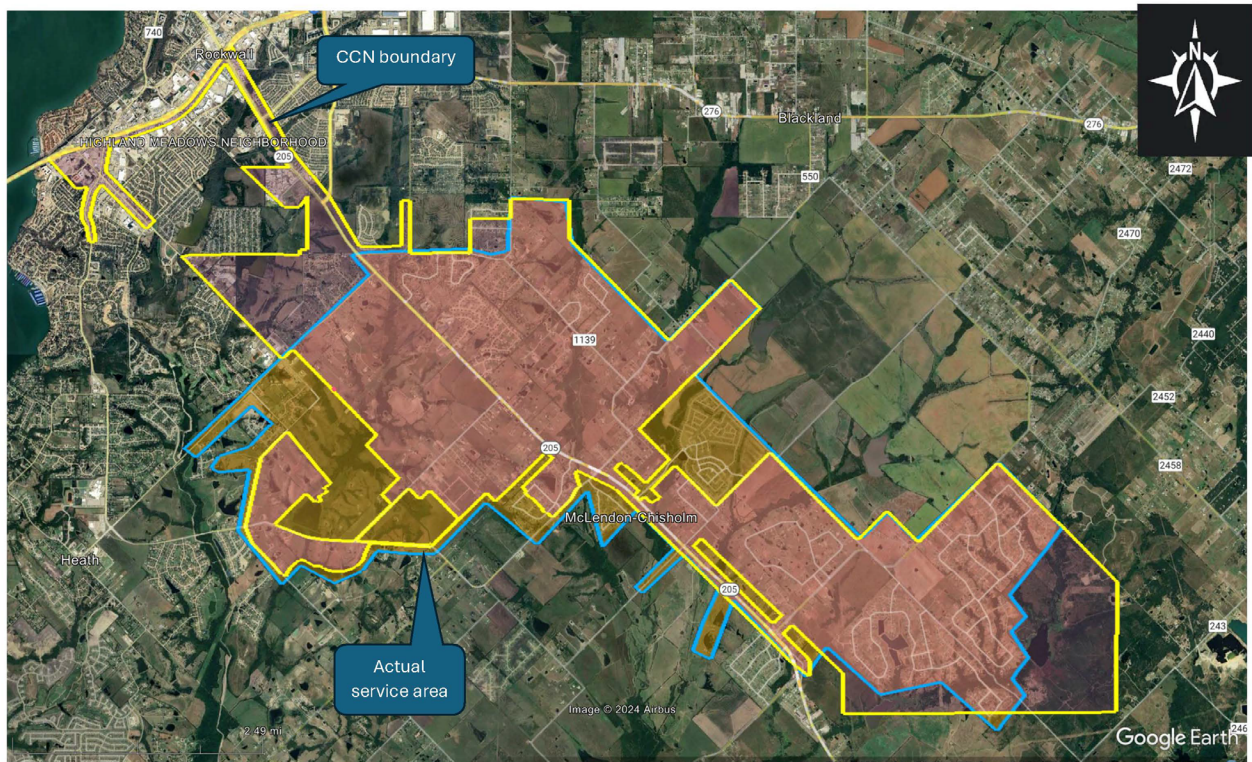 N
740
Rockwall
CCN boundary
276
Blackland
276
HIGHLAND MEADOWS NEIGHBORHOOD
205
2472
550
2470
1139
2440
2452
205
2458
McLendon-Chisholm
Heath
205
243
Actual
service area
Image © 2024 Airbus
2.49 mi
246
Google Earth